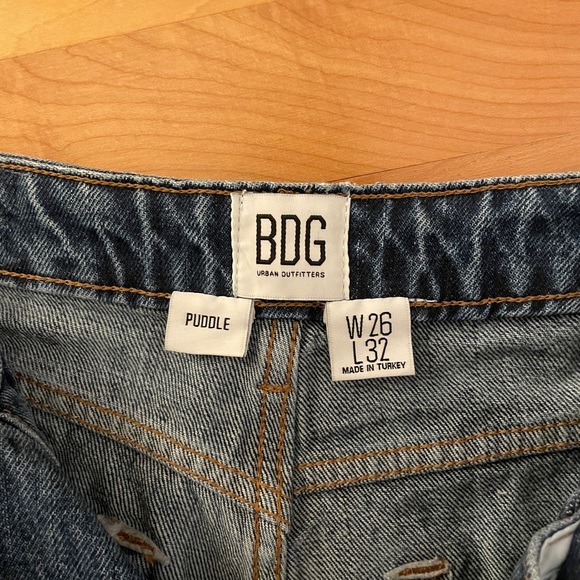 BDG
URBAN OUTFITTERS
PUDDLE
W 26
L 32
MADE IN TURKEY